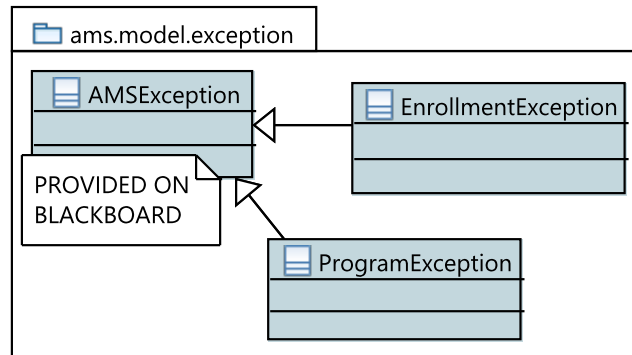 ams.model.exception
AMSException
EnrollmentException
PROVIDED ON
BLACKBOARD
ProgramException